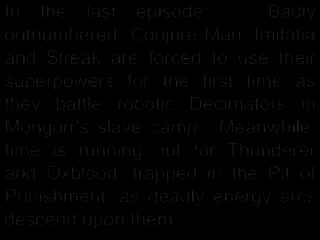 In the last episode: Badly
outnumbered, Conjure Man, Imitatia
and Streak are forced to use their
superpowers for the first time as
they battle robotic Decimators in
Mongorr's slave camp. Meanwhile,
time is running out for Thunderer
and Oxblood, trapped in the Pit of
Punishment, as deadly energy arcs
descend upon them.